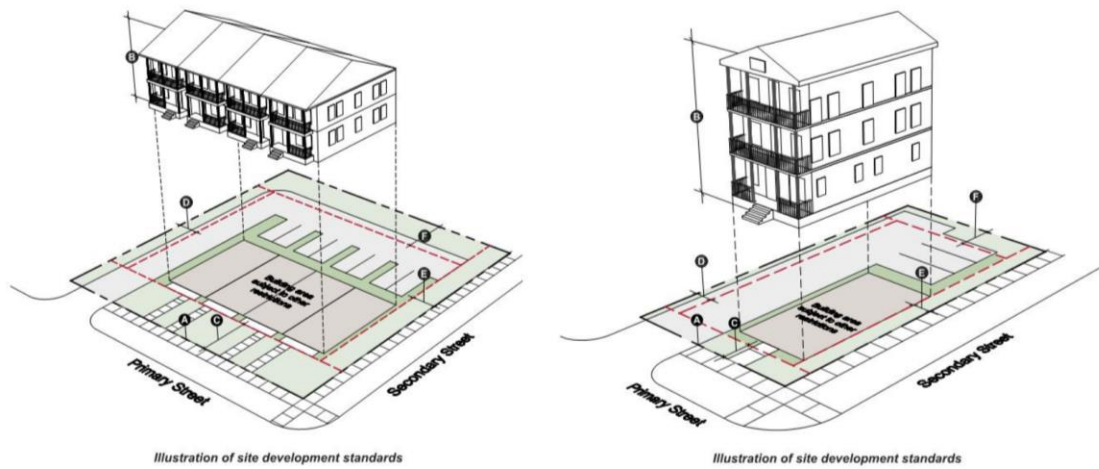 B
D
F
Building area
subject to other
restrictions
E
A
C
Primary Street
Secondary Street
Illustration of site development standards
B
F
D
E
Building area
subject to other
restrictions
A
C
Primary Street
Secondary Street
Illustration of site development standards